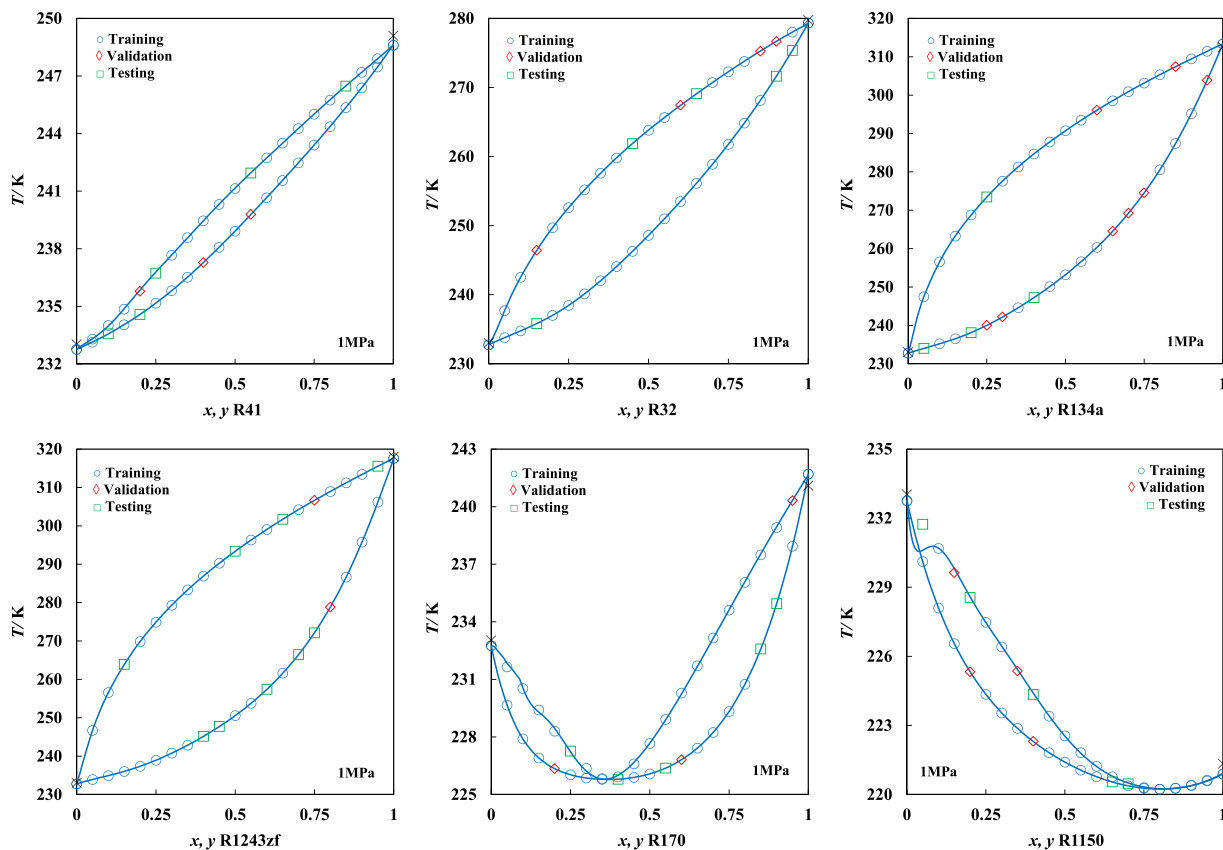 250
247
244
241
238
235
232
T/ K
Training
Validation
Testing
1MPa
0
0.25
0.5
0.75
1
x, y R41
280
270
260
250
240
230
T/ K
Training
Validation
Testing
1MPa
0
0.25
0.5
0.75
1
x, y R32
320
310
300
290
280
270
260
250
240
230
T/ K
Training
Validation
Testing
1MPa
0
0.25
0.5
0.75
1
x, y R134a
320
310
300
290
280
270
260
250
240
230
T/ K
Training
Validation
Testing
1MPa
0
0.25
0.5
0.75
1
x, y R1243zf
243
240
237
234
231
228
225
T/ K
Training
Validation
Testing
1MPa
0
0.25
0.5
0.75
1
x, y R170
235
232
229
226
223
220
T/ K
Training
Validation
Testing
1MPa
0
0.25
0.5
0.75
1
x, y R1150